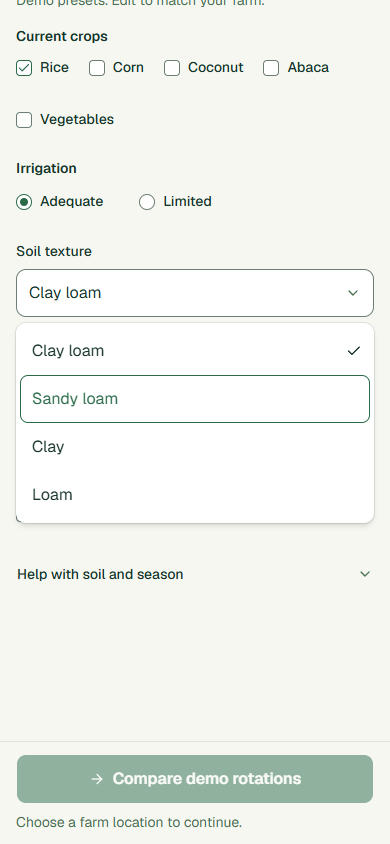 Demo presets. Edit to match your farm.
Current crops
Rice Corn Coconut Abaca
Vegetables
Irrigation
Adequate Limited
Soil texture
Clay loam
Clay loam
Sandy loam
Clay
Loam
Help with soil and season
Compare demo rotations
Choose a farm location to continue.